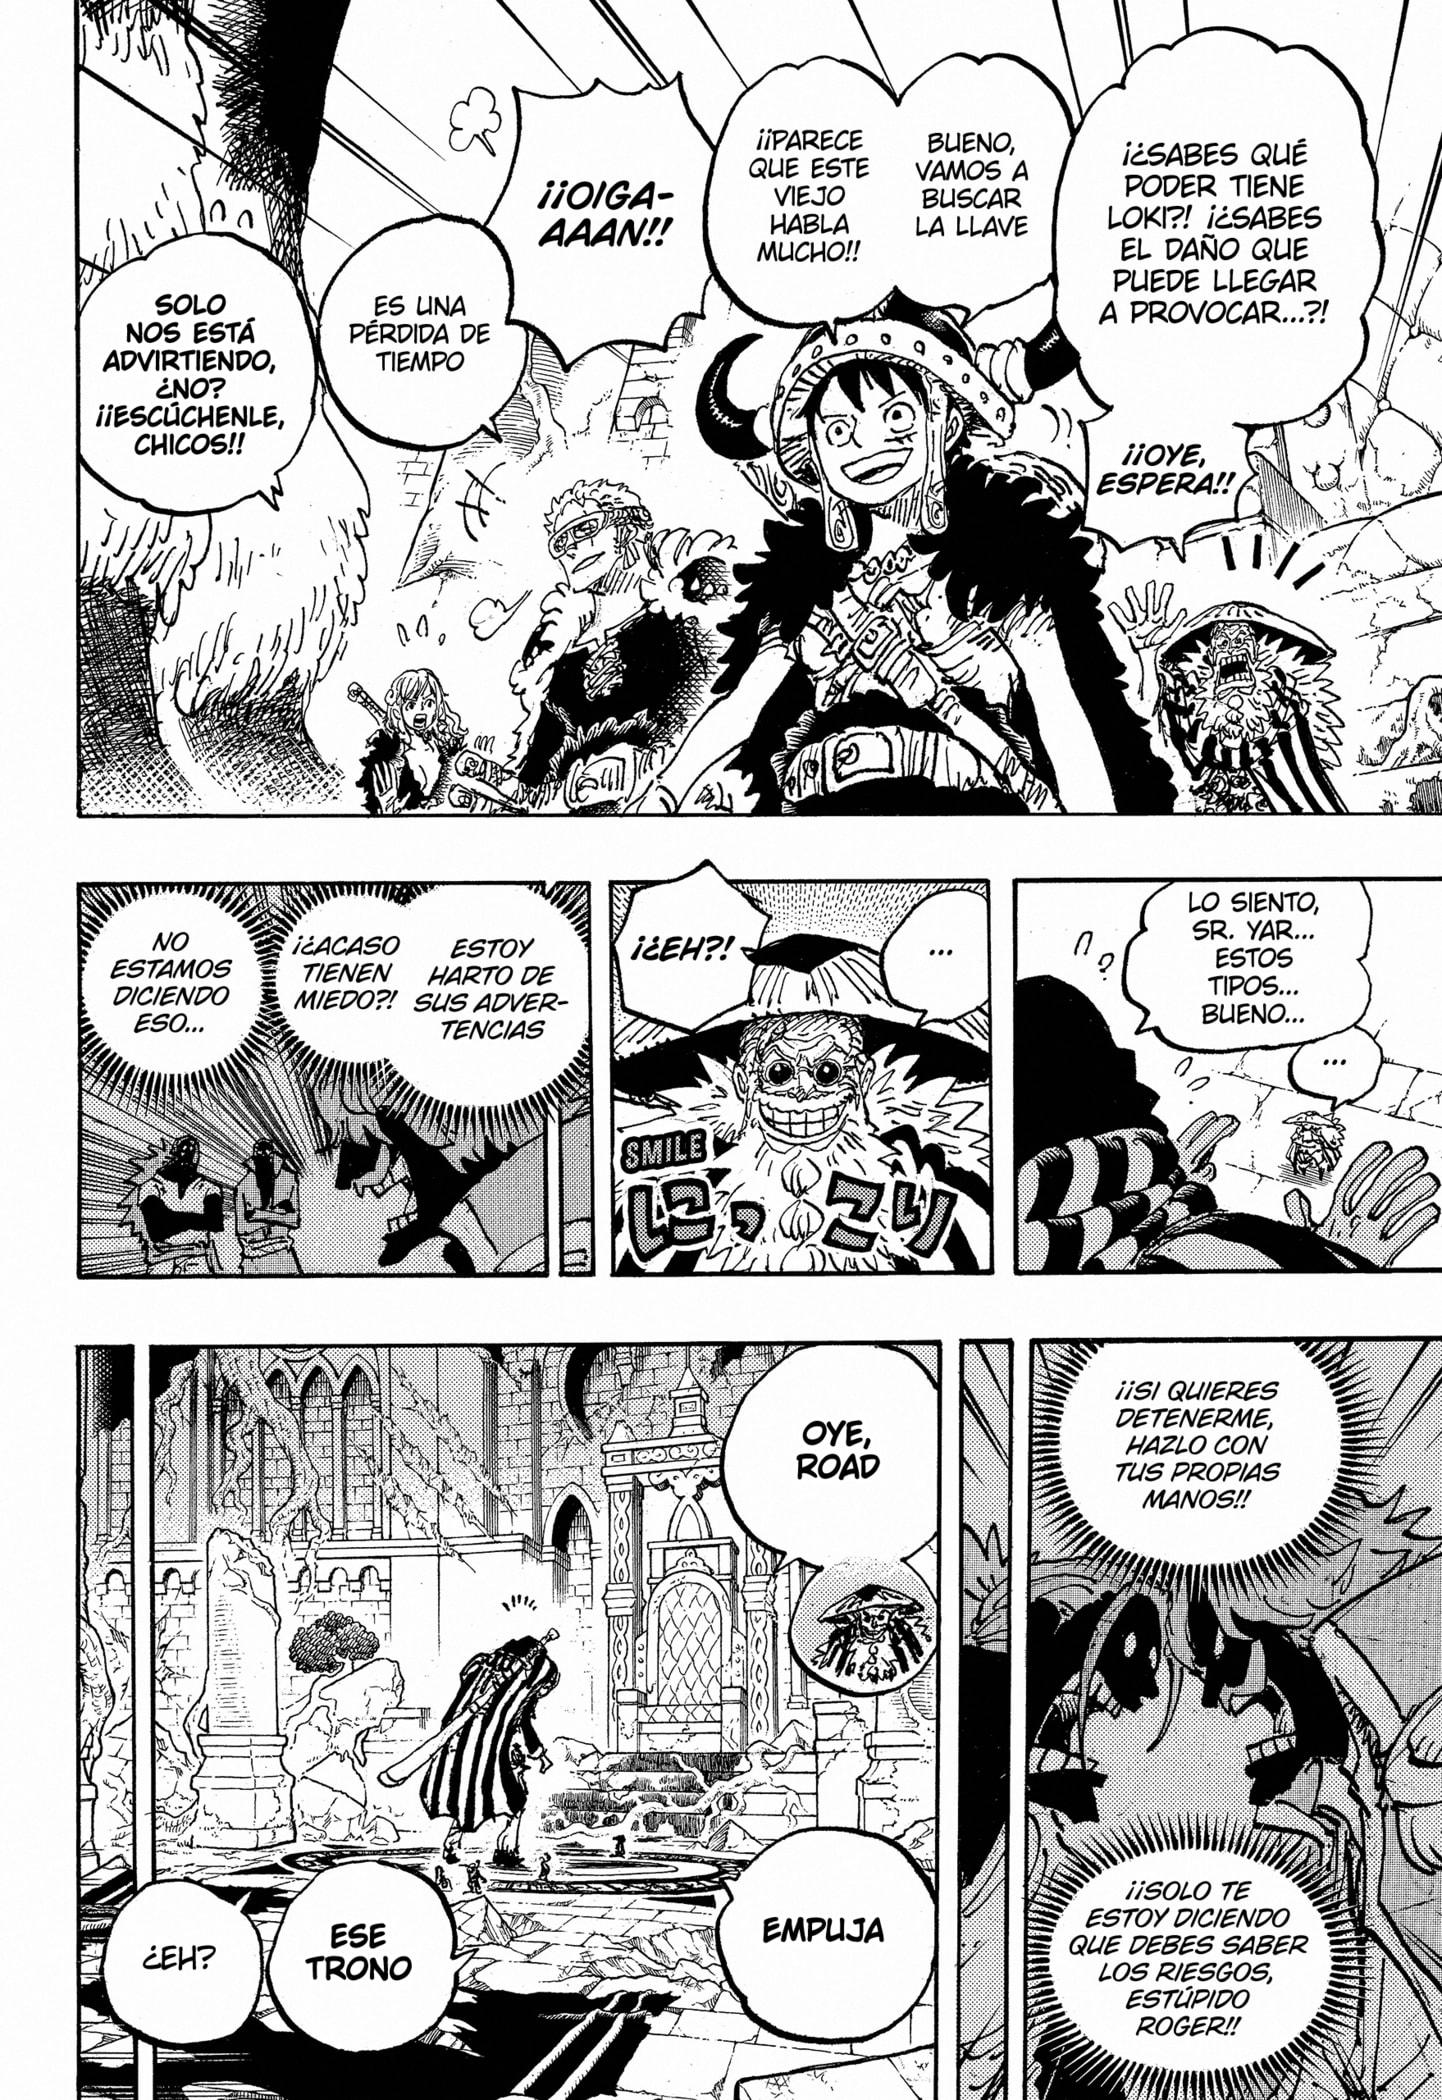 ¡¿SABES QUÉ
PODER TIENE
LOKI?! ¡¿SABES
EL DAÑO QUE
PUEDE LLEGAR
A PROVOCAR...?!
¡¡OYE,
ESPERA!!
BUENO,
VAMOS A
BUSCAR
LA LLAVE
¡¡PARECE
QUE ESTE
VIEJO
HABLA
MUCHO!!
¡¡OIGA-
AAAN!!
ES UNA
PÉRDIDA DE
TIEMPO
SOLO
NOS ESTÁ
ADVIRTIENDO,
¿NO?
¡¡ESCÚCHENLE,
CHICOS!!
LO SIENTO,
SR. YAR...
ESTOS
TIPOS...
BUENO...
...
...
¡¿EH?!
SMILE
にっこり
ESTOY
HARTO DE
SUS ADVER-
TENCIAS
¡¿ACASO
TIENEN
MIEDO?!
NO
ESTAMOS
DICIENDO
ESO...
¡¡SI QUIERES
DETENERME,
HAZLO CON
TUS PROPIAS
MANOS!!
¡¡SOLO TE
ESTOY DICIENDO
QUE DEBES SABER
LOS RIESGOS,
ESTÚPIDO
ROGER!!
OYE,
ROAD
EMPUJA
ESE
TRONO
¿EH?